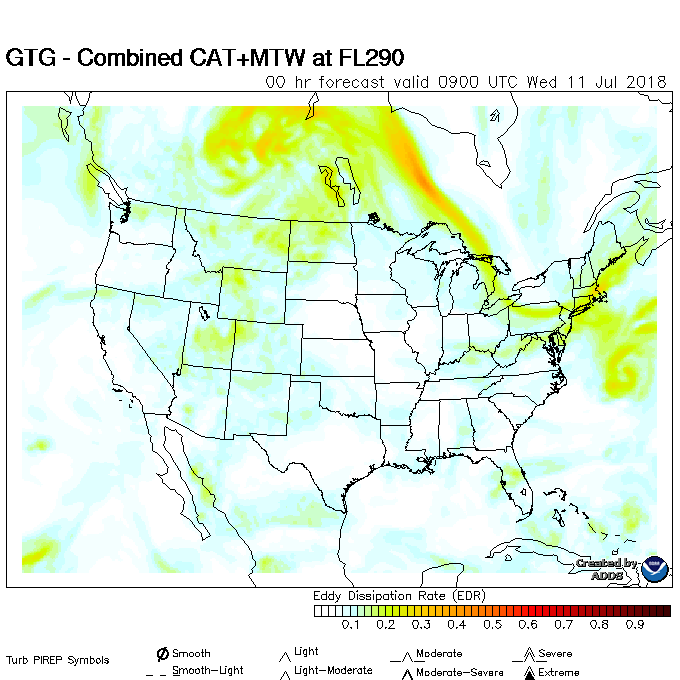 GTG - Combined CAT+MTW at FL290
00 hr forecast valid 0900 UTC Wed 11 Jul 2018
Created by
ADDS
NOAA
Eddy Dissipation Rate (EDR)
0.1 0.2 0.3 0.4 0.5 0.6 0.7 0.8 0.9
Turb PIREP Symbols
Smooth Light Moderate Severe
Smooth-Light Light-Moderate Moderate-Severe Extreme